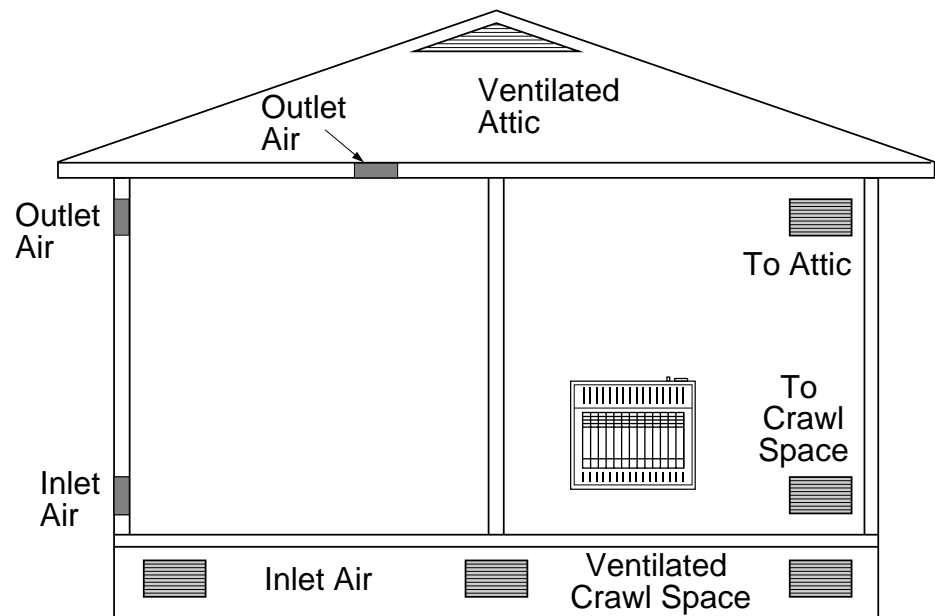 Outlet
Air
Ventilated
Attic
Outlet
Air
To Attic
To
Crawl
Space
Inlet
Air
Inlet Air
Ventilated
Crawl Space